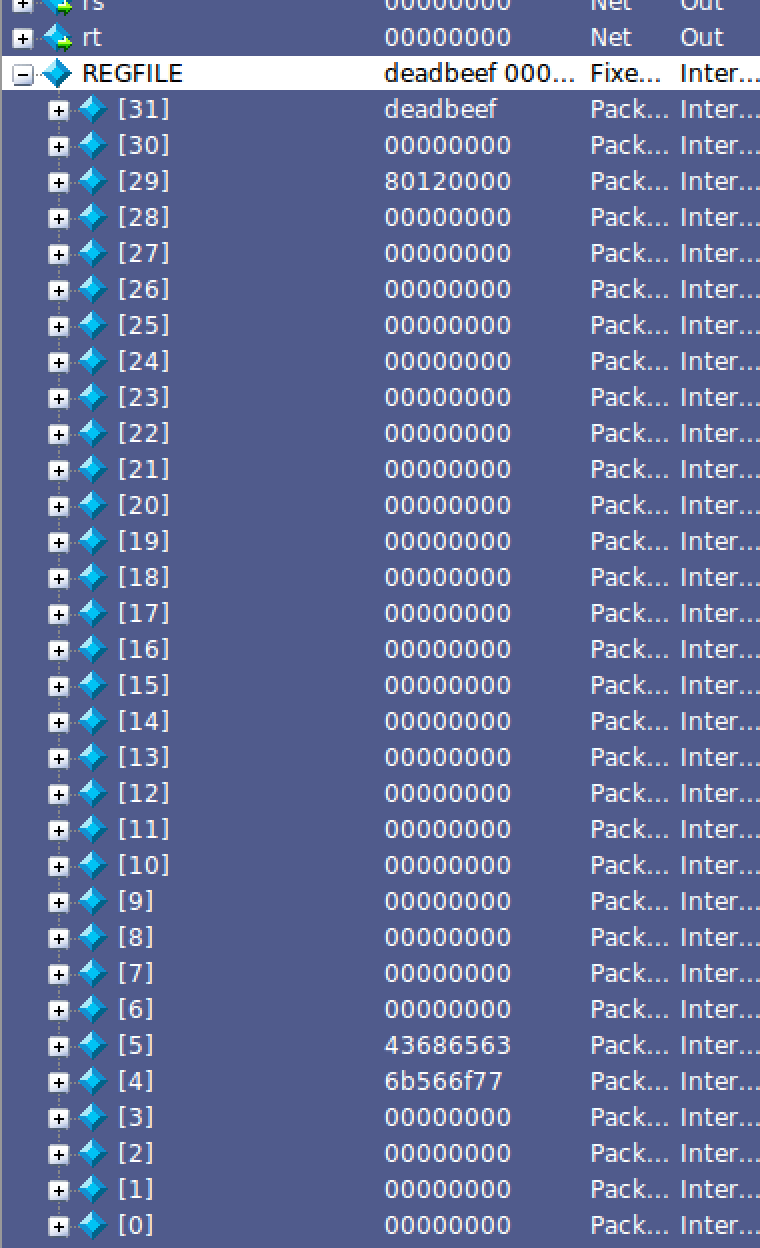 rs 00000000 Net Out
rt 00000000 Net Out
REGFILE deadbeef 000... Fixe... Inter...
[31] deadbeef Pack... Inter...
[30] 00000000 Pack... Inter...
[29] 80120000 Pack... Inter...
[28] 00000000 Pack... Inter...
[27] 00000000 Pack... Inter...
[26] 00000000 Pack... Inter...
[25] 00000000 Pack... Inter...
[24] 00000000 Pack... Inter...
[23] 00000000 Pack... Inter...
[22] 00000000 Pack... Inter...
[21] 00000000 Pack... Inter...
[20] 00000000 Pack... Inter...
[19] 00000000 Pack... Inter...
[18] 00000000 Pack... Inter...
[17] 00000000 Pack... Inter...
[16] 00000000 Pack... Inter...
[15] 00000000 Pack... Inter...
[14] 00000000 Pack... Inter...
[13] 00000000 Pack... Inter...
[12] 00000000 Pack... Inter...
[11] 00000000 Pack... Inter...
[10] 00000000 Pack... Inter...
[9] 00000000 Pack... Inter...
[8] 00000000 Pack... Inter...
[7] 00000000 Pack... Inter...
[6] 00000000 Pack... Inter...
[5] 43686563 Pack... Inter...
[4] 6b566f77 Pack... Inter...
[3] 00000000 Pack... Inter...
[2] 00000000 Pack... Inter...
[1] 00000000 Pack... Inter...
[0] 00000000 Pack... Inter...